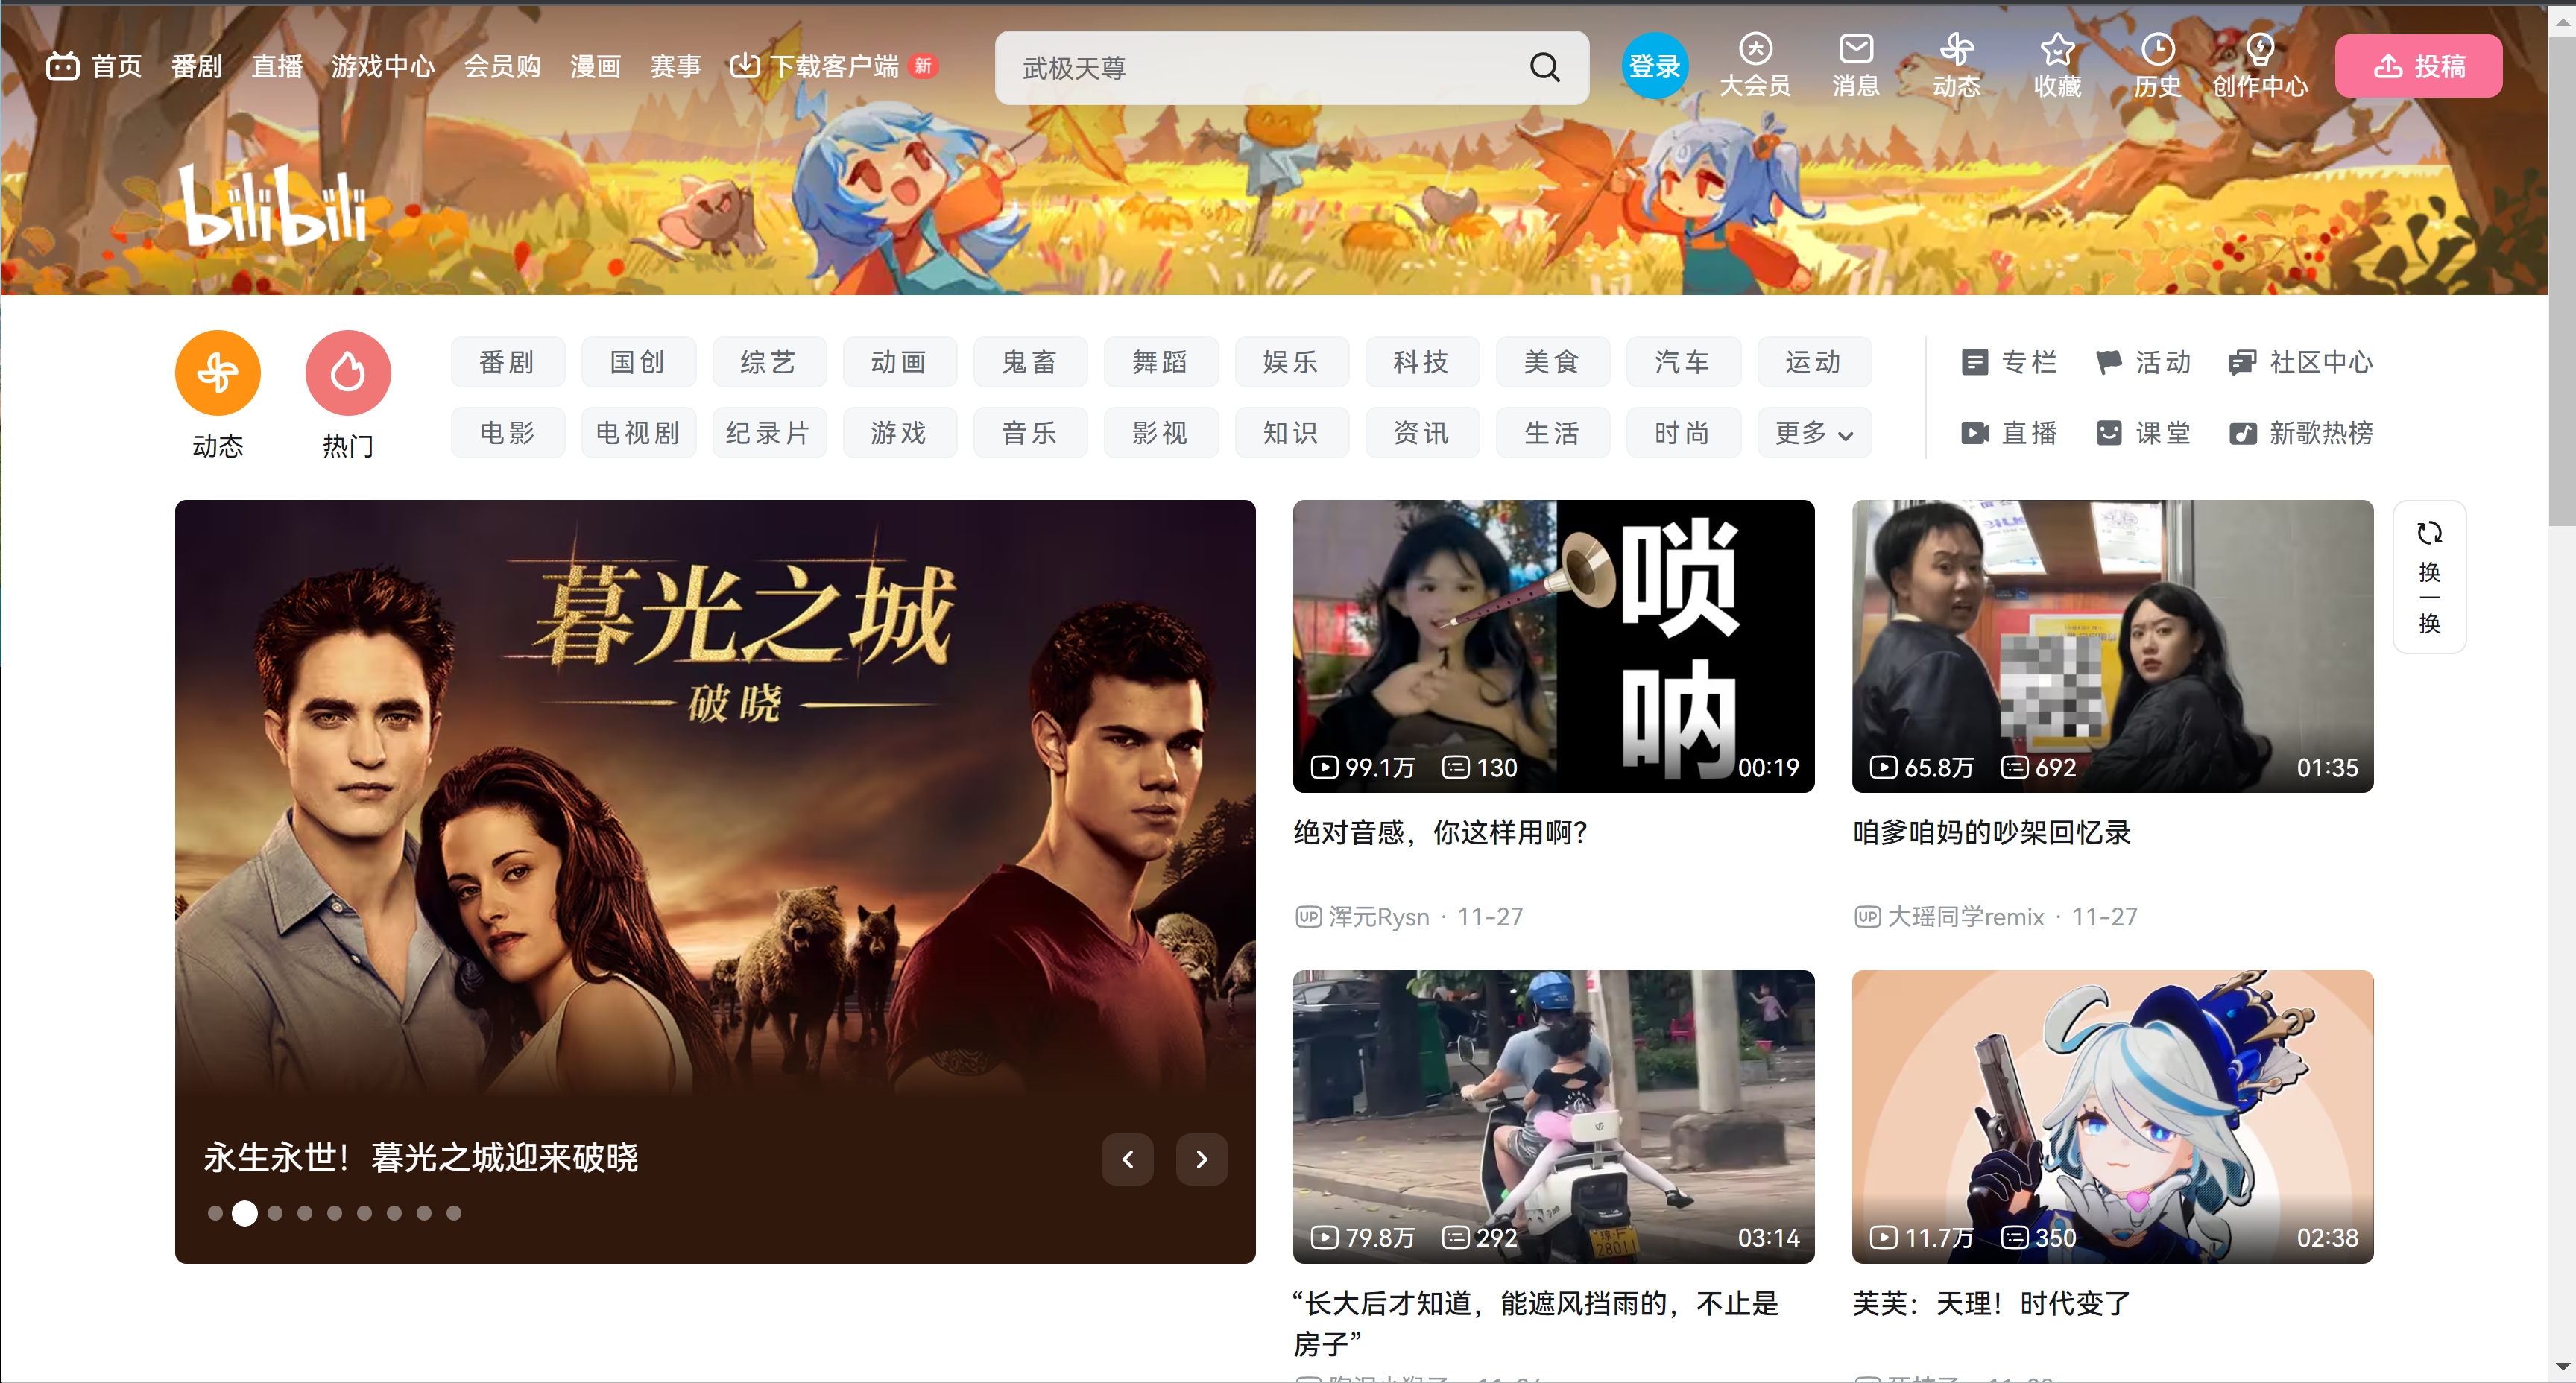 首页 番剧 直播 游戏中心 会员购 漫画 赛事 下载客户端 新
武极天尊
登录 大会员 消息 动态 收藏 历史 创作中心 投稿
bilibili
动态 热门
番剧 国创 综艺 动画 鬼畜 舞蹈 娱乐 科技 美食 汽车 运动
电影 电视剧 纪录片 游戏 音乐 影视 知识 资讯 生活 时尚 更多
专栏 活动 社区中心
直播 课堂 新歌热榜
暮光之城
破晓
永生永世！暮光之城迎来破晓
唢
呐
99.1万 130 00:19
绝对音感，你这样用啊？
UP 浑元Rysn · 11-27
65.8万 692 01:35
咱爹咱妈的吵架回忆录
UP 大瑶同学remix · 11-27
换
一
换
28011
79.8万 292 03:14
“长大后才知道，能遮风挡雨的，不止是
房子”
11.7万 350 02:38
芙芙：天理！时代变了